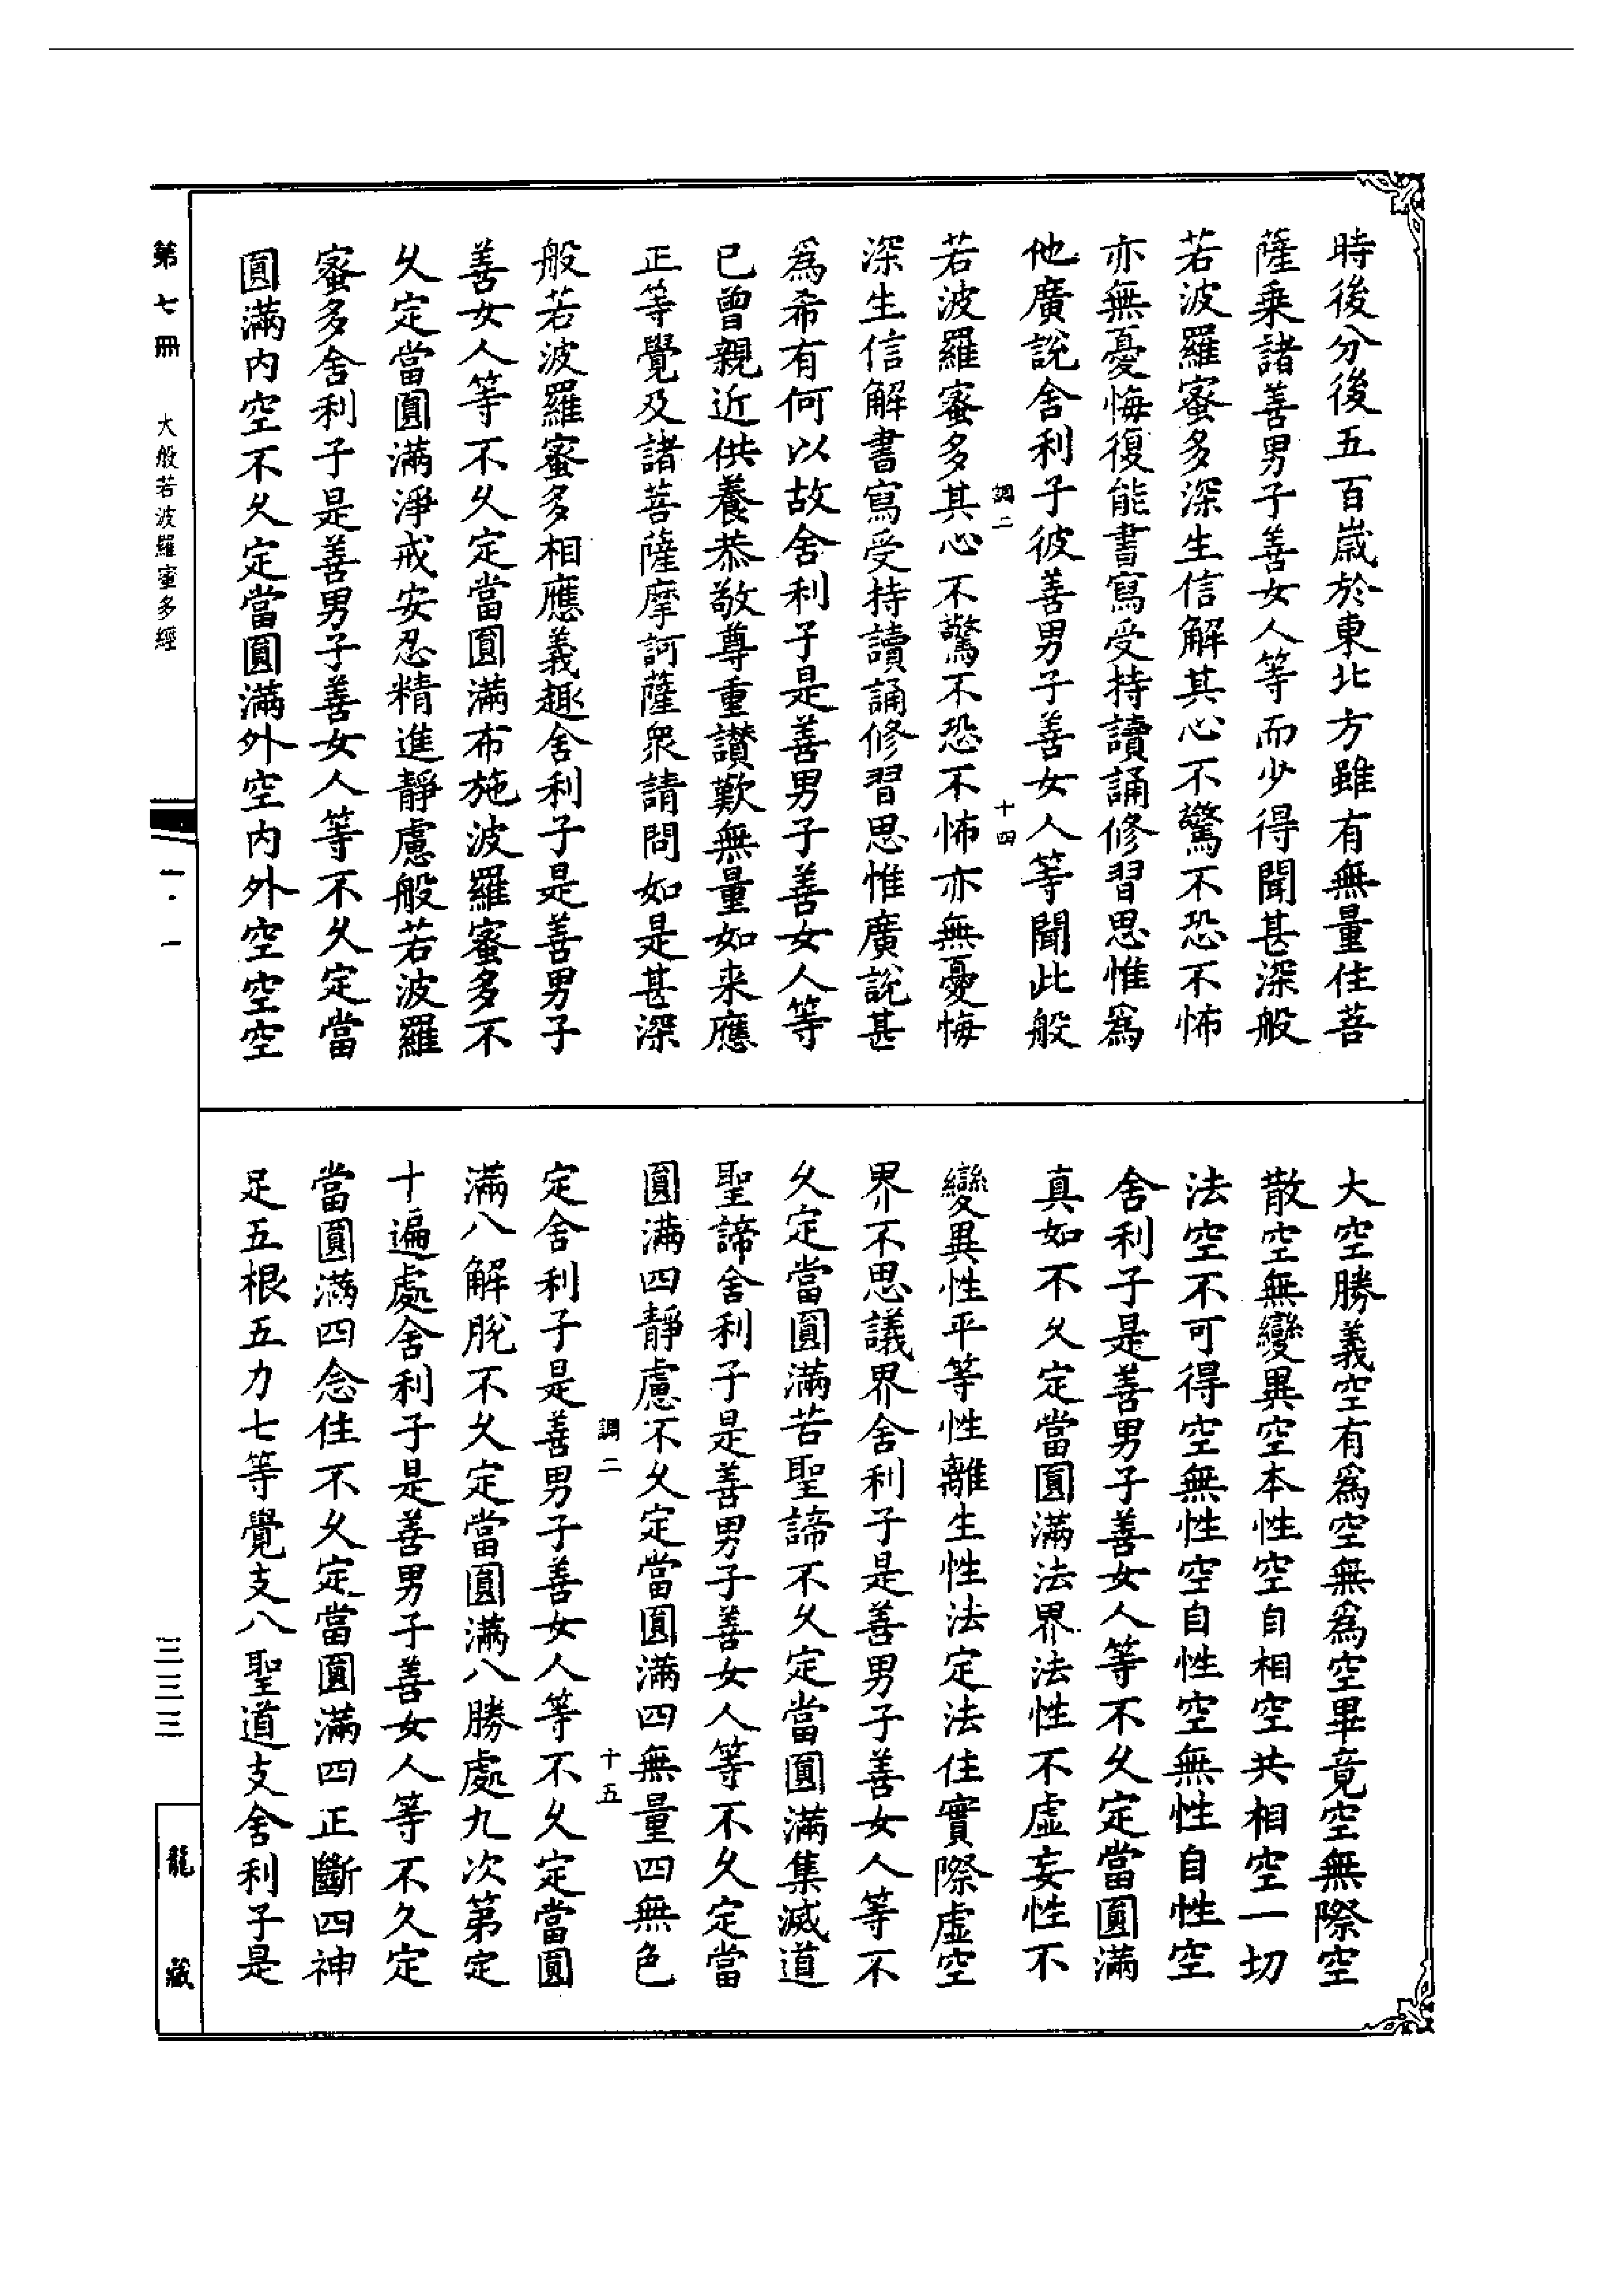 時後分後五百歲於東北方雖有無量住菩
薩乘諸善男子善女人等而少得聞甚深般
若波羅蜜多深生信解其心不驚不恐不怖
亦無憂悔復能書寫受持讀誦修習思惟爲
他廣說舍利子彼善男子善女人等聞此般
調二
十四
若波羅蜜多其心不驚不恐不怖亦無憂悔
深生信解書寫受持讀誦修習思惟廣說甚
爲希有何以故舍利子是善男子善女人等
已曾親近供養恭敬尊重讃歎無量如来應
正等覺及諸菩薩摩訶薩衆請問如是甚深
般若波羅蜜多相應義趣舍利子是善男子
善女人等不久定當圓滿布施波羅蜜多不
久定當圓滿淨戒安忍精進靜慮般若波羅
蜜多舍利子是善男子善女人等不久定當
圓滿内空不久定當圓滿外空内外空空空
大空勝義空有爲空無爲空畢竟空無際空
散空無變異空本性空自相空共相空一切
法空不可得空無性空自性空無性自性空
舍利子是善男子善女人等不久定當圓滿
真如不久定當圓滿法界法性不虛妄性不
變異性平等性離生性法定法住實際虛空
界不思議界舍利子是善男子善女人等不
久定當圓滿苦聖諦不久定當圓滿集滅道
聖諦舍利子是善男子善女人等不久定當
圓滿四靜慮不久定當圓滿四無量四無色
調二
十五
定舍利子是善男子善女人等不久定當圓
滿八解脫不久定當圓滿八勝處九次第定
十遍處舍利子是善男子善女人等不久定
當圓滿四念住不久定當圓滿四正斷四神
足五根五力七等覺支八聖道支舍利子是
第七冊
大般若波羅蜜多經
一·一
三三三
龍藏